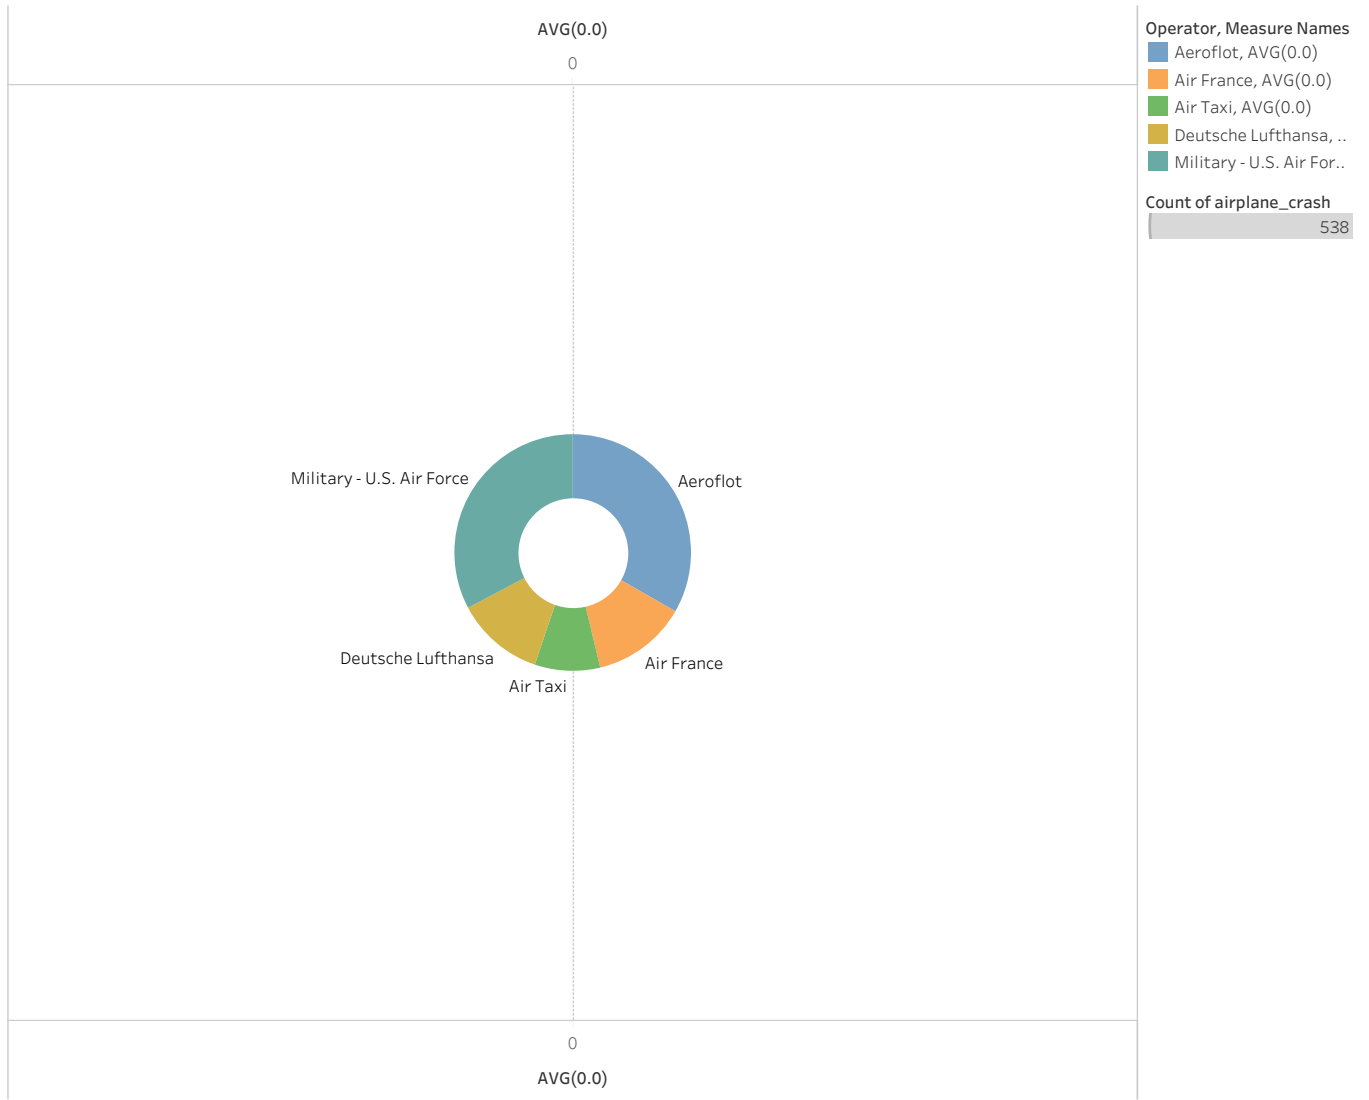 AVG(0.0)
0
Operator, Measure Names
Aeroflot, AVG(0.0)
Air France, AVG(0.0)
Air Taxi, AVG(0.0)
Deutsche Lufthansa, ..
Military - U.S. Air For..
Count of airplane_crash
538
Military - U.S. Air Force
Aeroflot
Deutsche Lufthansa
Air France
Air Taxi
0
AVG(0.0)